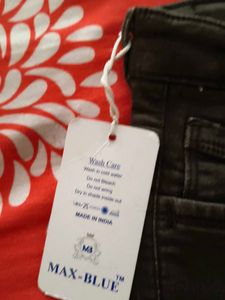 Wash Care
Wash in cold water
Do not Bleach
Do not wring
Dry in shade inside out
MADE IN INDIA
MB
MAX-BLUE™